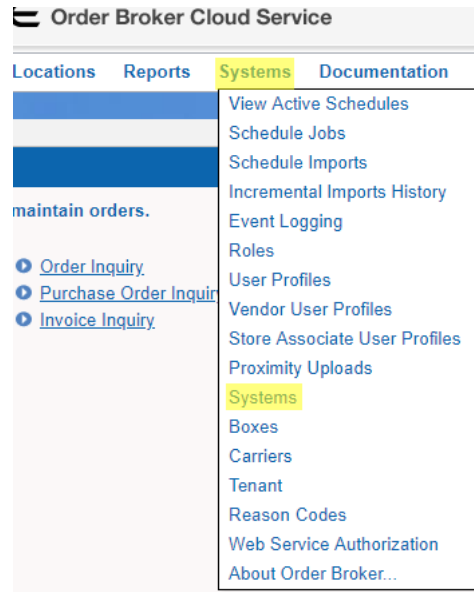 Order Broker Cloud Service
Locations Reports Systems Documentation
View Active Schedules
Schedule Jobs
Schedule Imports
Incremental Imports History
Event Logging
Roles
User Profiles
Vendor User Profiles
Store Associate User Profiles
Proximity Uploads
Systems
Boxes
Carriers
Tenant
Reason Codes
Web Service Authorization
About Order Broker...
maintain orders.
Order Inquiry
Purchase Order Inquir
Invoice Inquiry